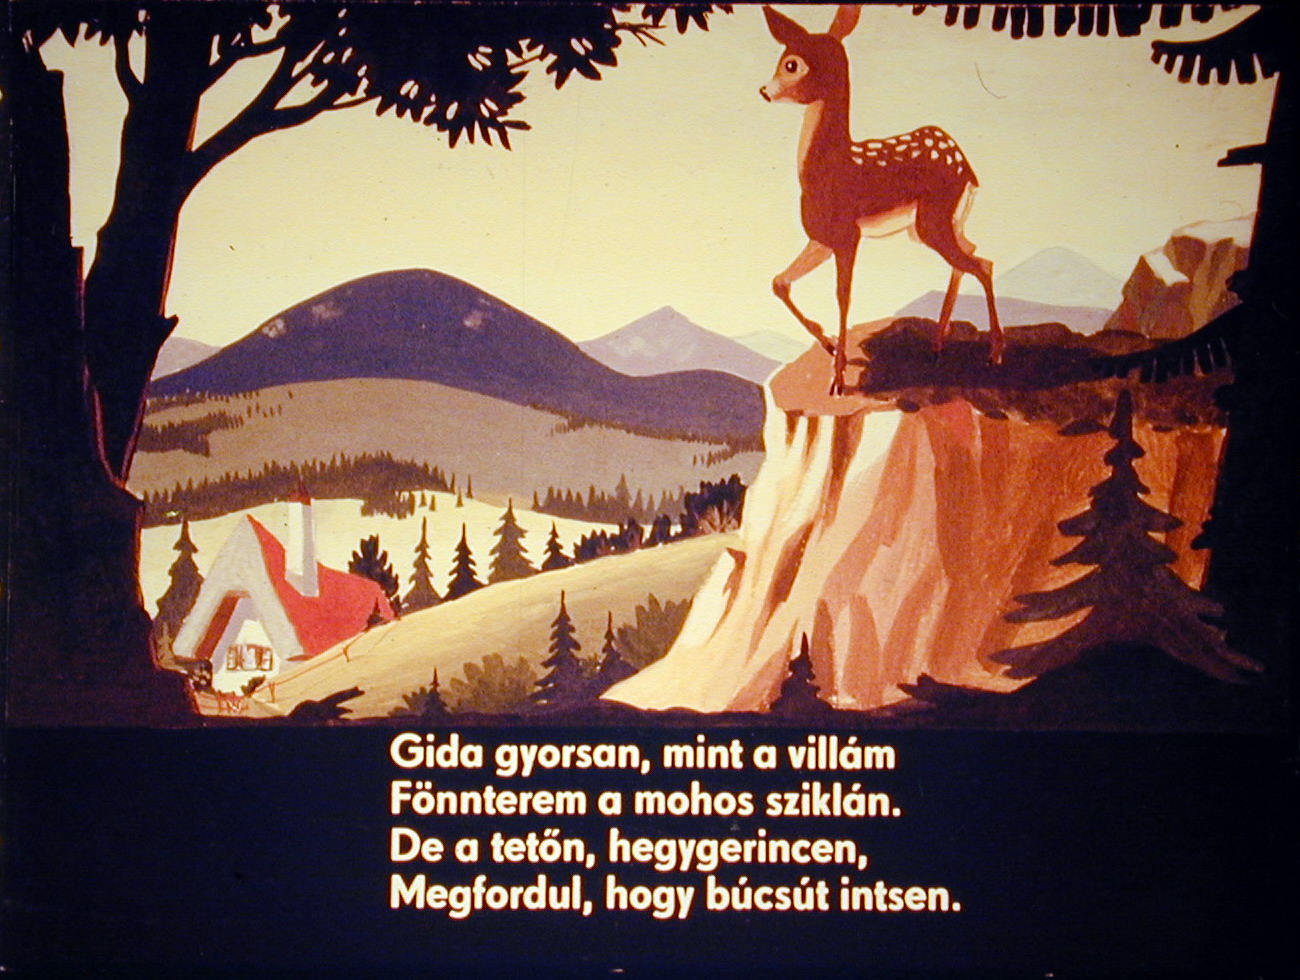 Gida gyorsan, mint a villám
Fönnterem a mohos sziklán.
De a tetőn, hegygerincen,
Megfordul, hogy búcsút intsen.